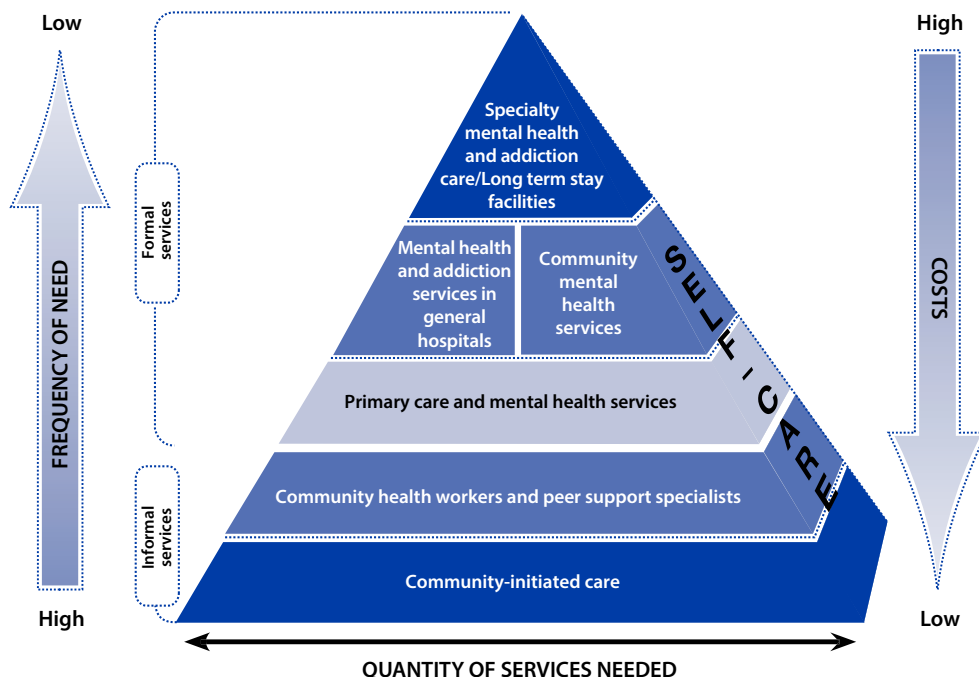 Low
High
Specialty
mental health
and addiction
care/Long term stay
facilities
Formal
services
Mental health
and addiction
services in
general
hospitals
Community
mental
health
services
SELF-CARE
FREQUENCY OF NEED
COSTS
Primary care and mental health services
Informal
services
Community health workers and peer support specialists
Community-initiated care
High
Low
QUANTITY OF SERVICES NEEDED